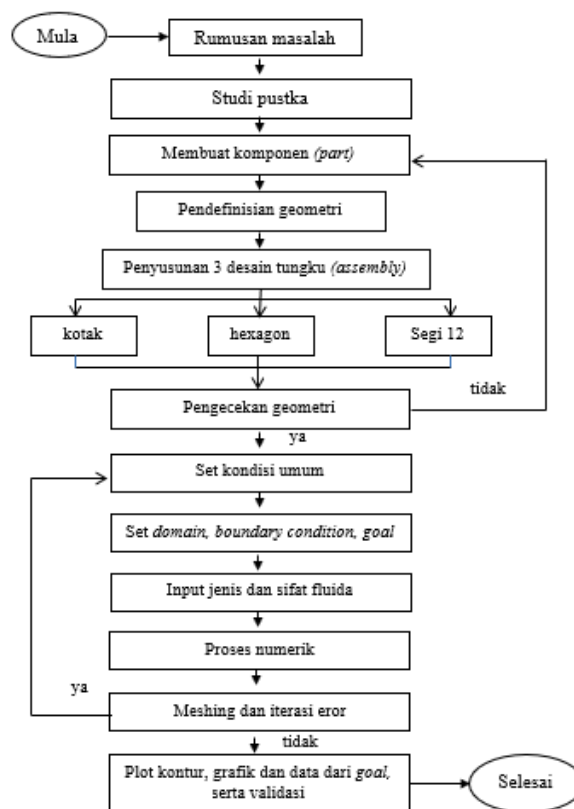 Mula
Rumusan masalah
Studi pustka
Membuat komponen (part)
Pendefinisian geometri
Penyusunan 3 desain tungku (assembly)
kotak
hexagon
Segi 12
tidak
Pengecekan geometri
ya
Set kondisi umum
Set domain, boundary condition, goal
Input jenis dan sifat fluida
Proses numerik
ya
Meshing dan iterasi eror
tidak
Plot kontur, grafik dan data dari goal,
serta validasi
Selesai